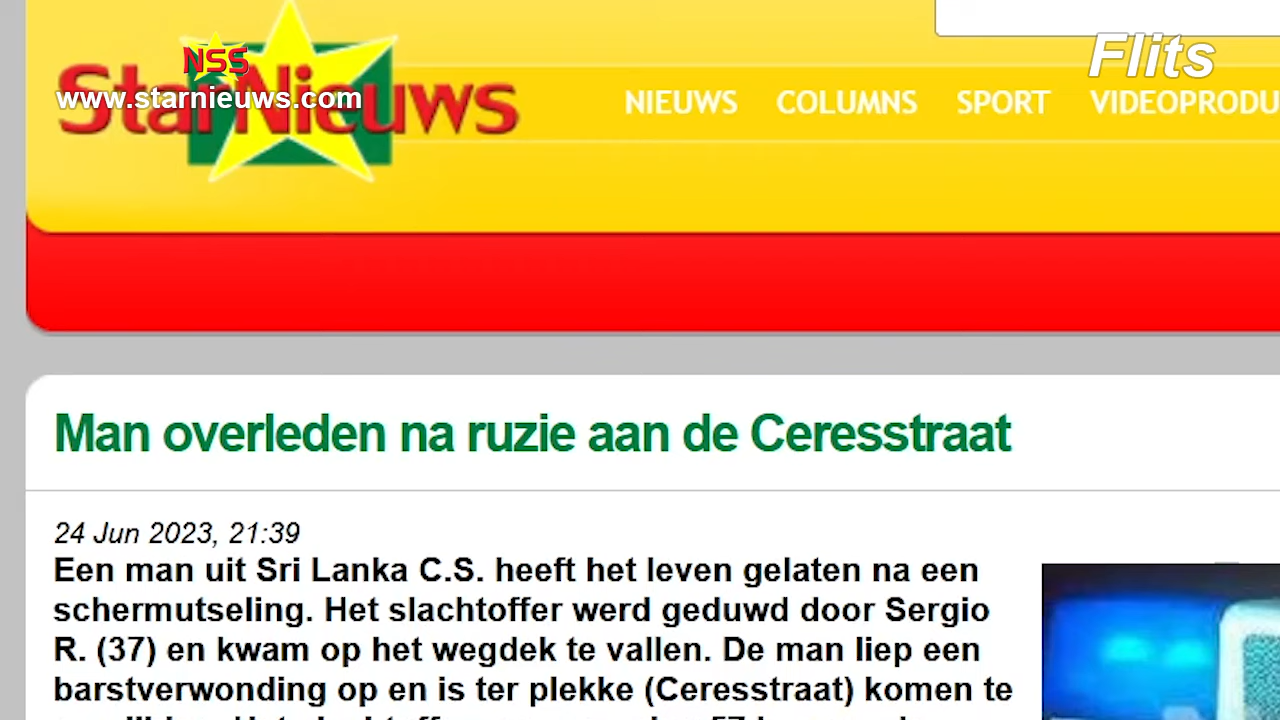 Flits
NSS
StarNieuws
www.starnieuws.com
NIEUWS COLUMNS SPORT VIDEOPRODU
Man overleden na ruzie aan de Ceresstraat
24 Jun 2023, 21:39
Een man uit Sri Lanka C.S. heeft het leven gelaten na een
schermutseling. Het slachtoffer werd geduwd door Sergio
R. (37) en kwam op het wegdek te vallen. De man liep een
barstverwonding op en is ter plekke (Ceresstraat) komen te